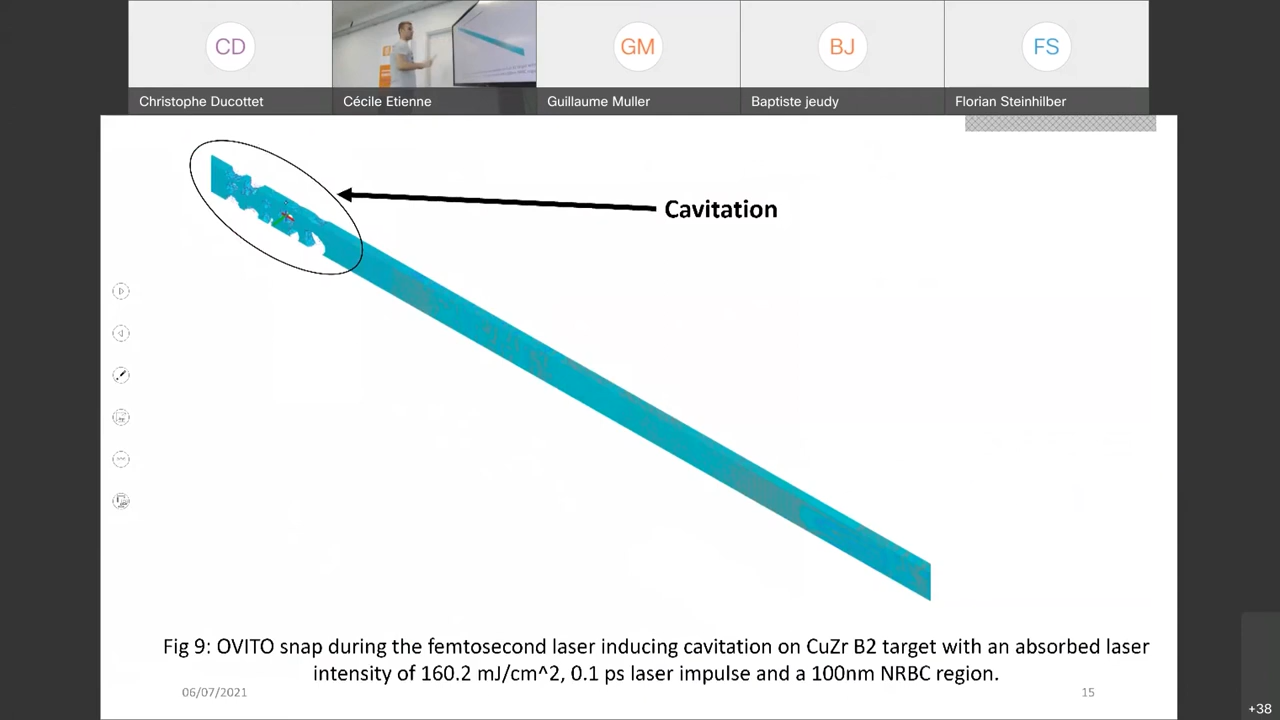 CD
GM
BJ
FS
Christophe Ducottet
Cécile Etienne
Guillaume Muller
Baptiste jeudy
Florian Steinhilber
Cavitation
Fig 9: OVITO snap during the femtosecond laser inducing cavitation on CuZr B2 target with an absorbed laser
intensity of 160.2 mJ/cm^2, 0.1 ps laser impulse and a 100nm NRBC region.
06/07/2021
15
+38